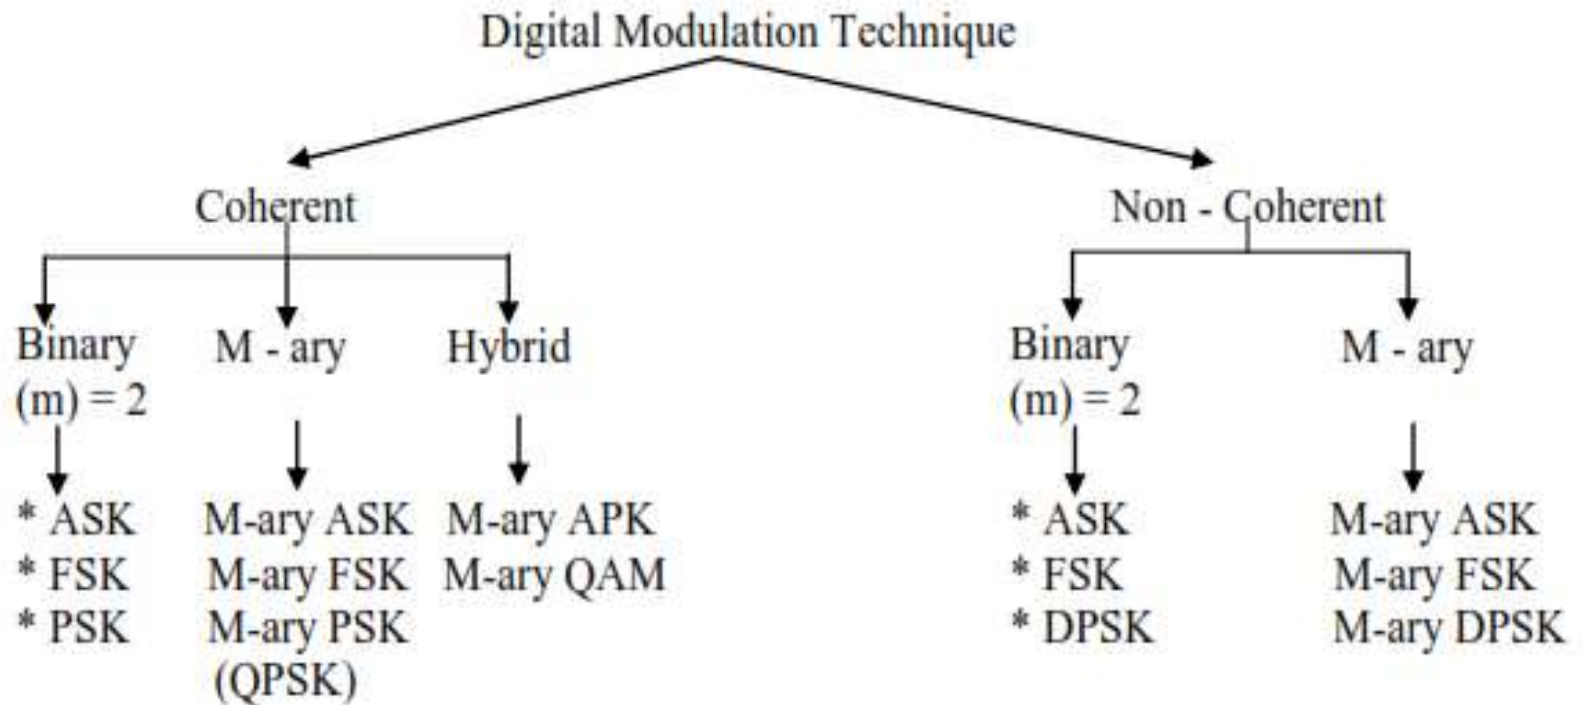 Digital Modulation Technique
Coherent
Non - Coherent
Binary
(m) = 2
M - ary
Hybrid
Binary
(m) = 2
M - ary
* ASK
* FSK
* PSK
M-ary ASK
M-ary FSK
M-ary PSK
(QPSK)
M-ary APK
M-ary QAM
* ASK
* FSK
* DPSK
M-ary ASK
M-ary FSK
M-ary DPSK